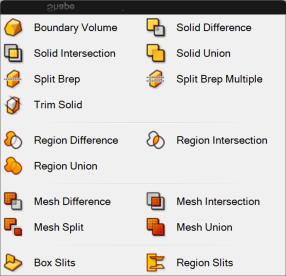 Shape
Boundary Volume Solid Difference
Solid Intersection Solid Union
Split Brep Split Brep Multiple
Trim Solid
Region Difference Region Intersection
Region Union
Mesh Difference Mesh Intersection
Mesh Split Mesh Union
Box Slits Region Slits